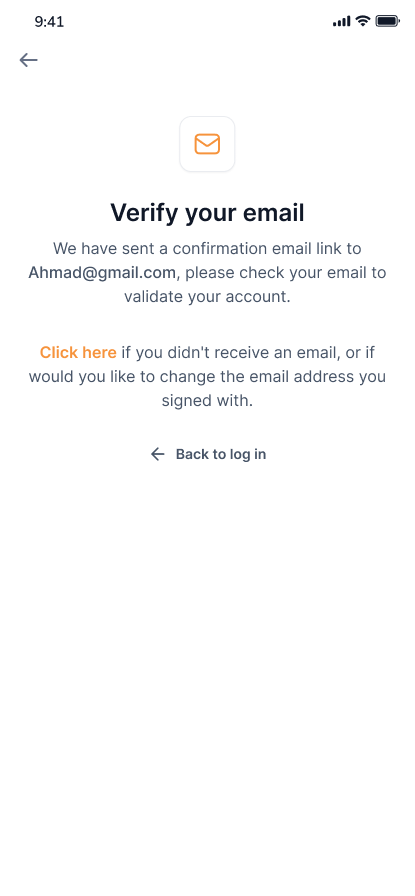 9:41
Verify your email
We have sent a confirmation email link to
Ahmad@gmail.com, please check your email to
validate your account.
Click here if you didn't receive an email, or if
would you like to change the email address you
signed with.
Back to log in